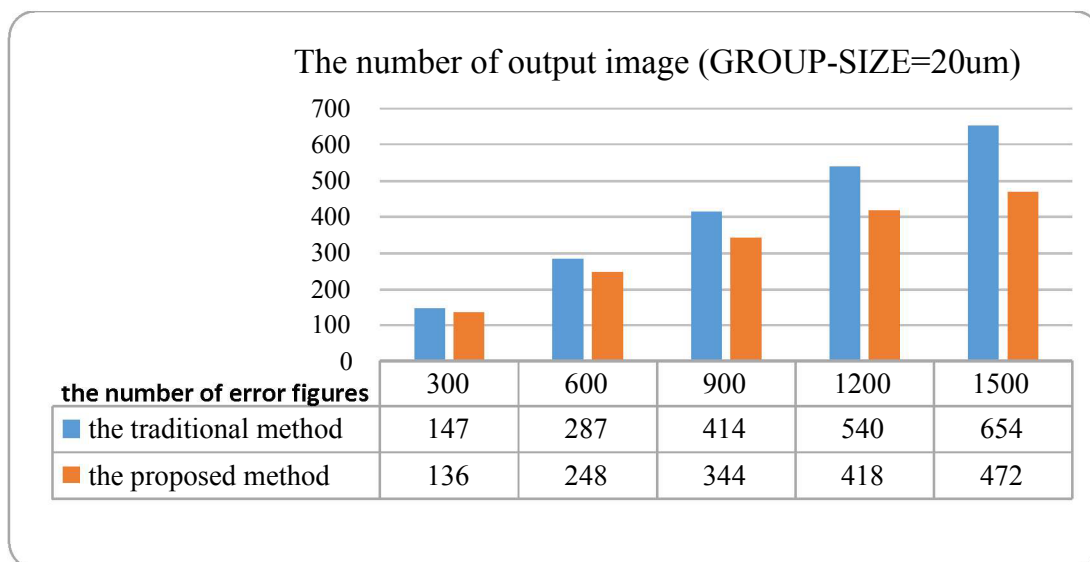 The number of output image (GROUP-SIZE=20um)
700
600
500
400
300
200
100
0
the number of error figures 300 600 900 1200 1500
the traditional method 147 287 414 540 654
the proposed method 136 248 344 418 472